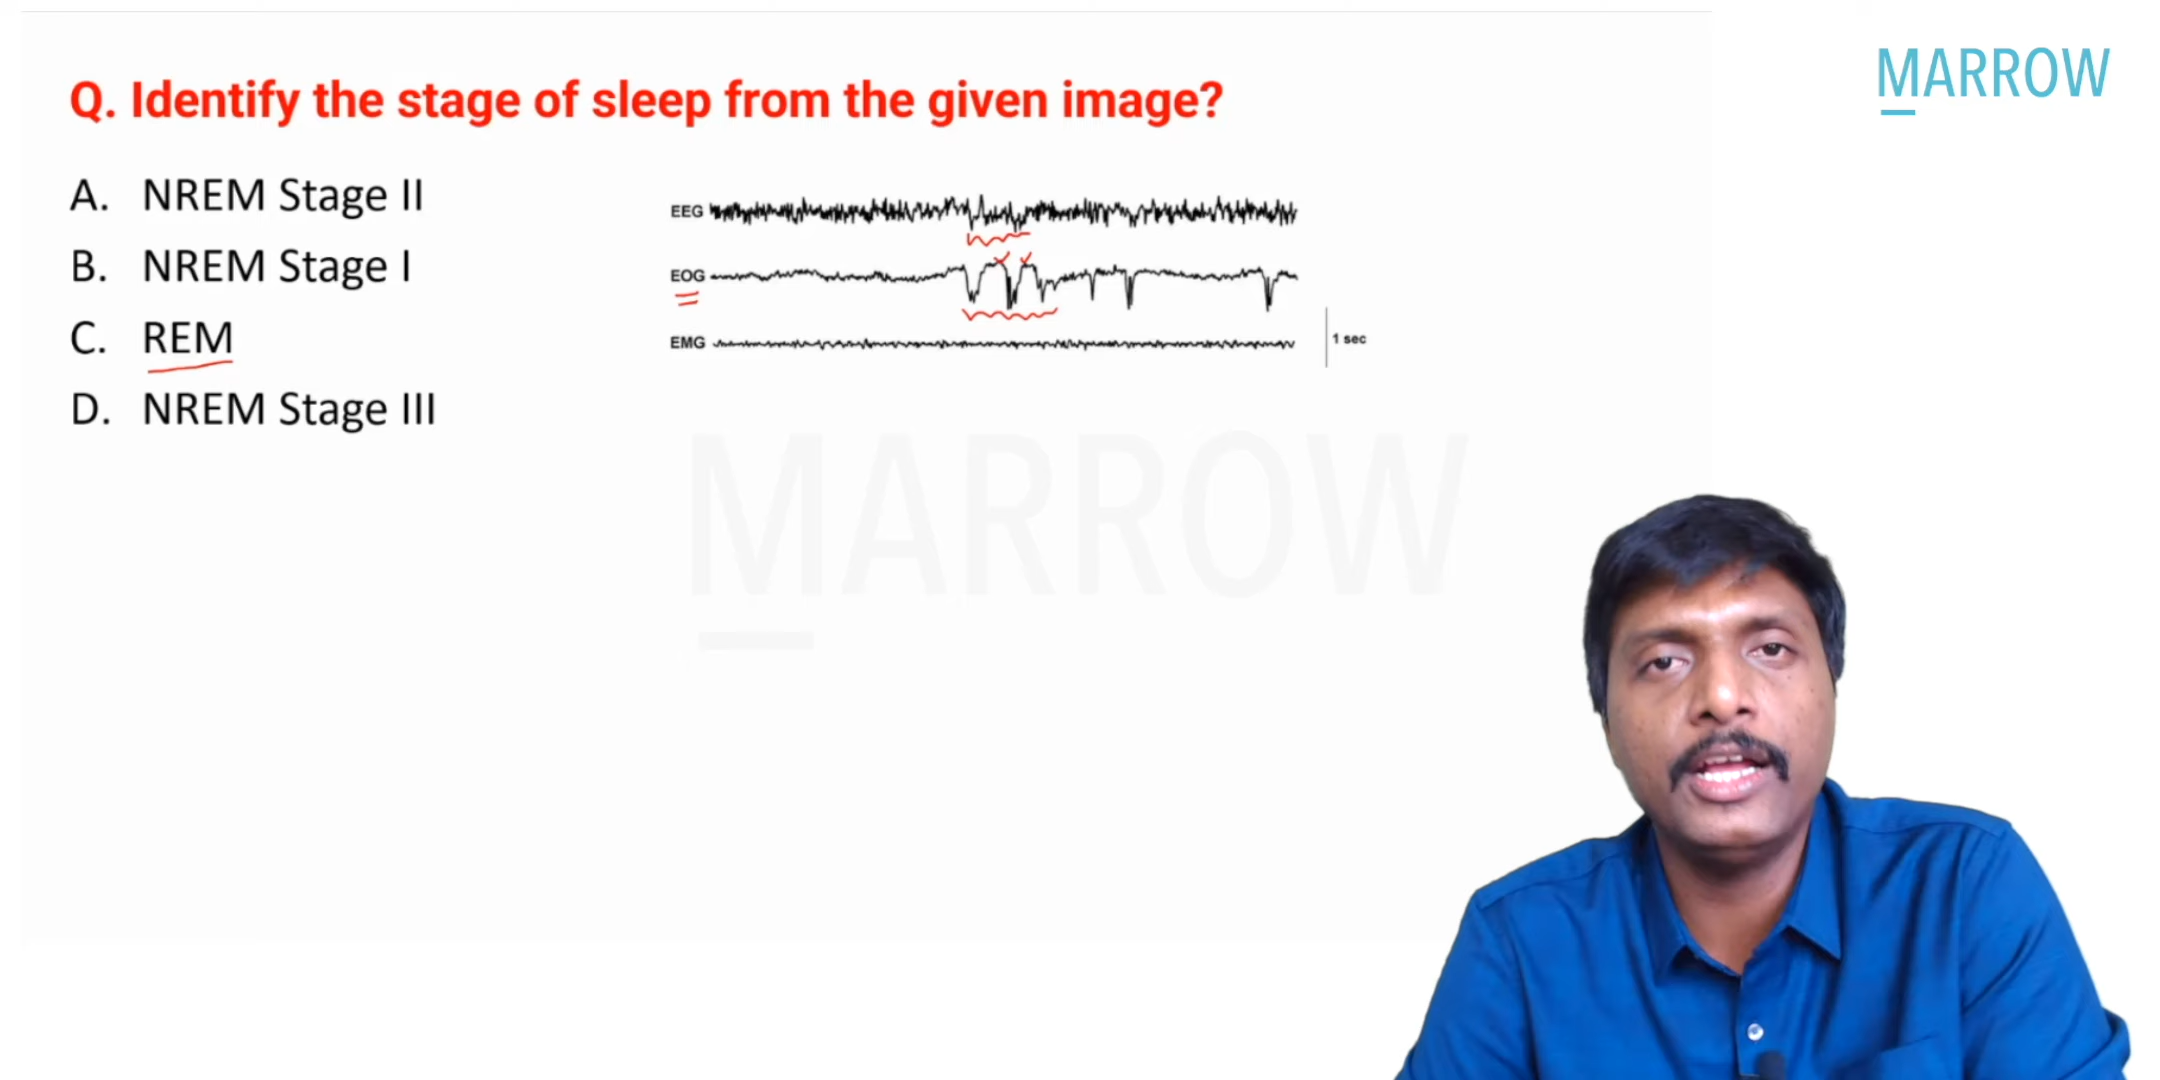 MARROW
Q. Identify the stage of sleep from the given image?
A. NREM Stage II
B. NREM Stage I
C. REM
D. NREM Stage III
EEG
EOG
EMG
1 sec
MARROW